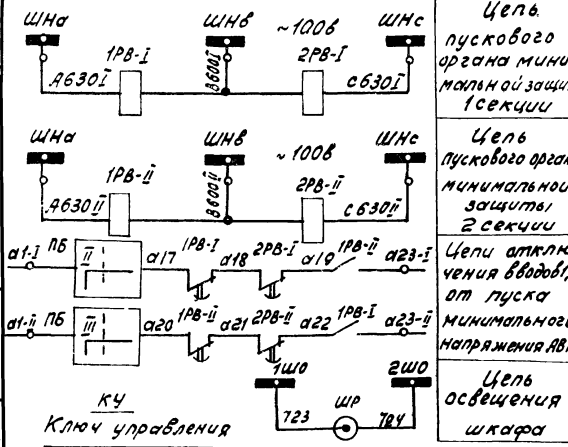 ШНа ШНв ~100в ШНс
1РВ-I 2РВ-I
А630I В600I С630I
Цепь
пускового
органа мини
мальной защи
1 секции
ШНа ШНв ~100в ШНс
1РВ-II 2РВ-II
А630II В600II С630II
Цепь
пускового орган
минимальной
защиты
2 секции
а1-I ПБ II а17 1РВ-I а18 2РВ-I а19 1РВ-II а23-I
а1-II ПБ III а20 1РВ-II а21 2РВ-II а22 1РВ-I а23-II
Цепи отклю
чения вводов1,
от пуска
минимального
напряжения АВ
1ШО 2ШО
723 ШР 724
Цепь
освещения
шкафа
КУ
Ключ управления